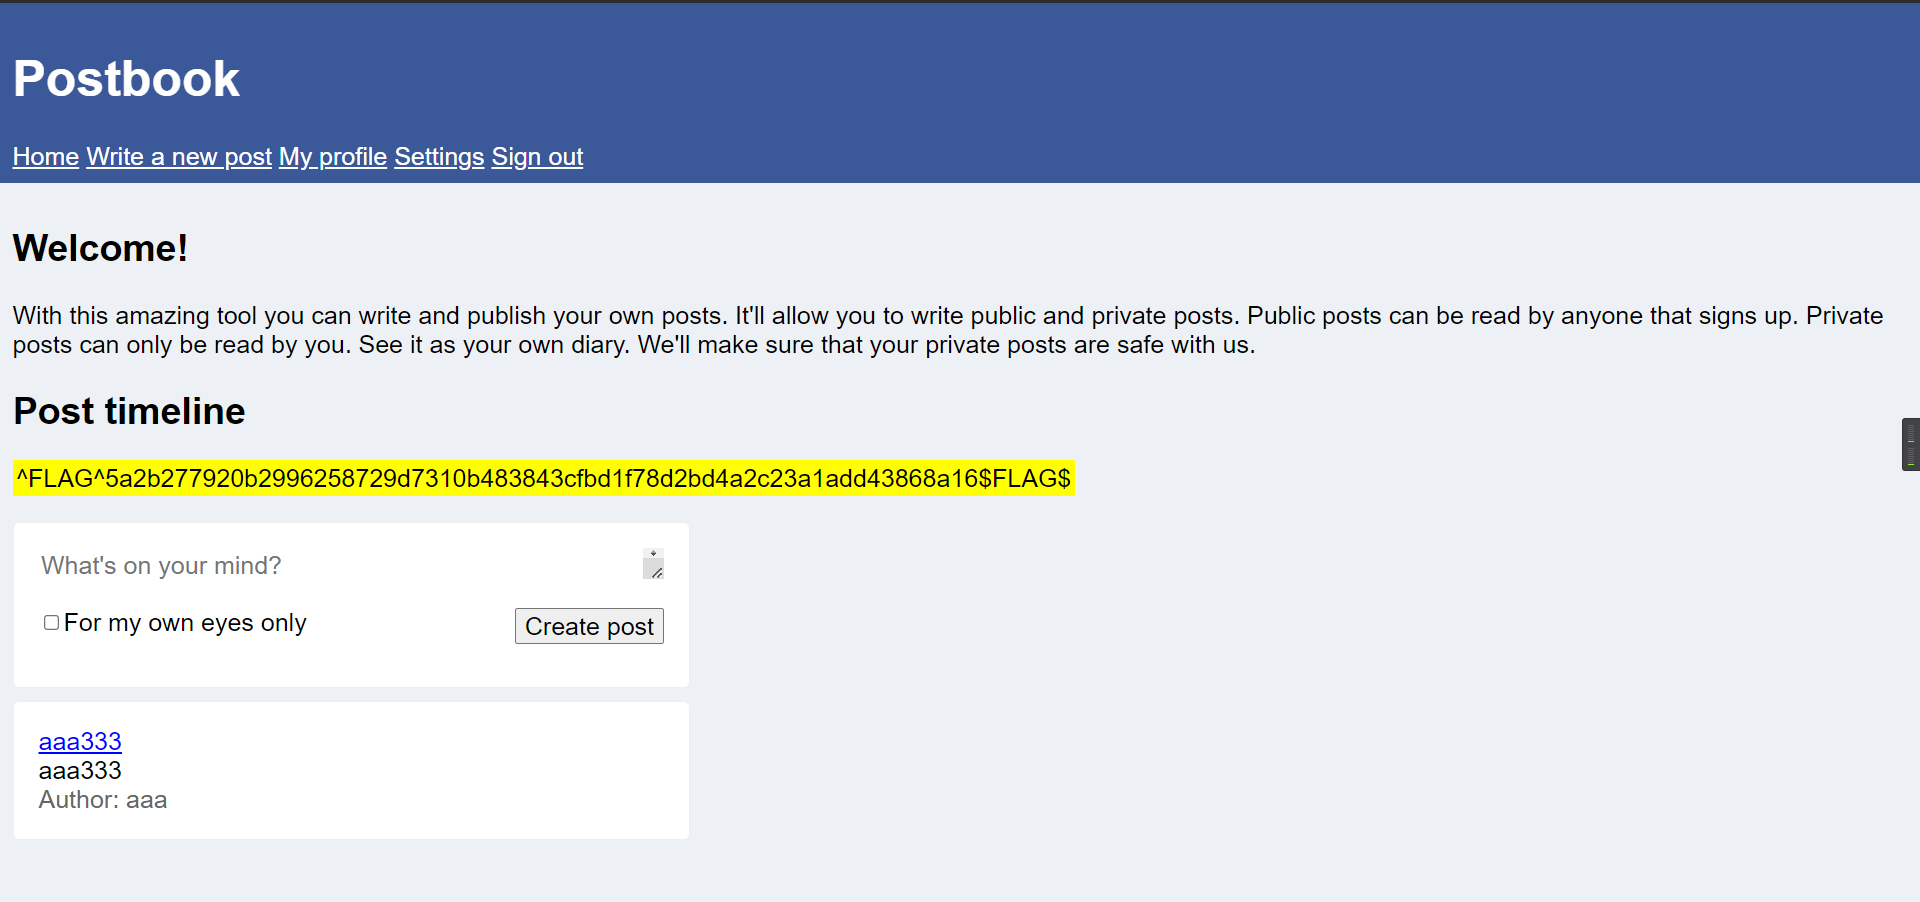 Postbook
Home Write a new post My profile Settings Sign out
Welcome!
With this amazing tool you can write and publish your own posts. It'll allow you to write public and private posts. Public posts can be read by anyone that signs up. Private
posts can only be read by you. See it as your own diary. We'll make sure that your private posts are safe with us.
Post timeline
^FLAG^5a2b277920b2996258729d7310b483843cfbd1f78d2bd4a2c23a1add43868a16$FLAG$
What's on your mind?
For my own eyes only
Create post
aaa333
aaa333
Author: aaa